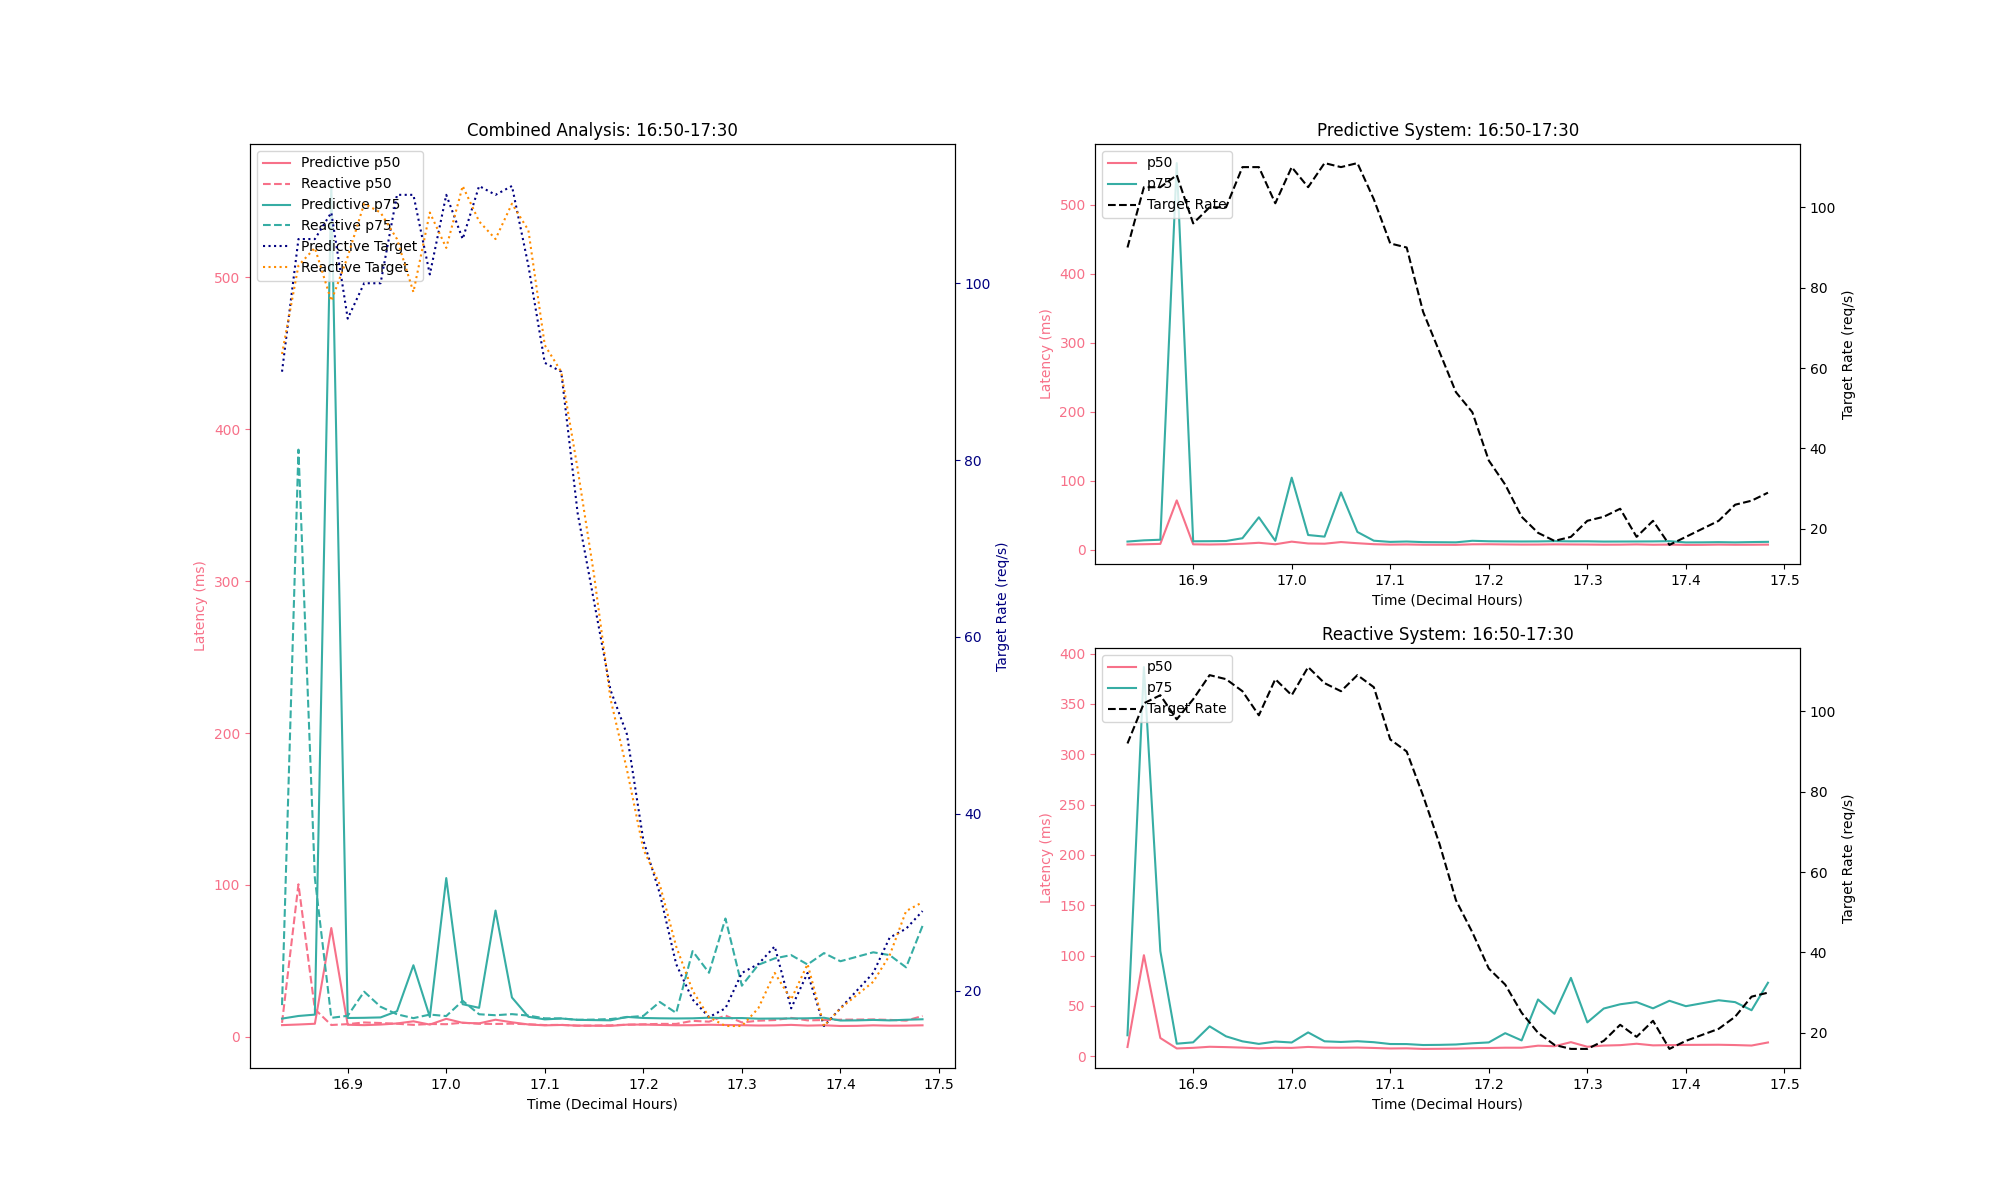 Combined Analysis: 16:50-17:30
Predictive p50
Reactive p50
Predictive p75
Reactive p75
Predictive Target
Reactive Target
500
400
300
200
100
0
Latency (ms)
100
80
60
40
20
Target Rate (req/s)
16.9 17.0 17.1 17.2 17.3 17.4 17.5
Time (Decimal Hours)
Predictive System: 16:50-17:30
p50
p75
Target Rate
500
400
300
200
100
0
Latency (ms)
100
80
60
40
20
Target Rate (req/s)
16.9 17.0 17.1 17.2 17.3 17.4 17.5
Time (Decimal Hours)
Reactive System: 16:50-17:30
p50
p75
Target Rate
400
350
300
250
200
150
100
50
0
Latency (ms)
100
80
60
40
20
Target Rate (req/s)
16.9 17.0 17.1 17.2 17.3 17.4 17.5
Time (Decimal Hours)